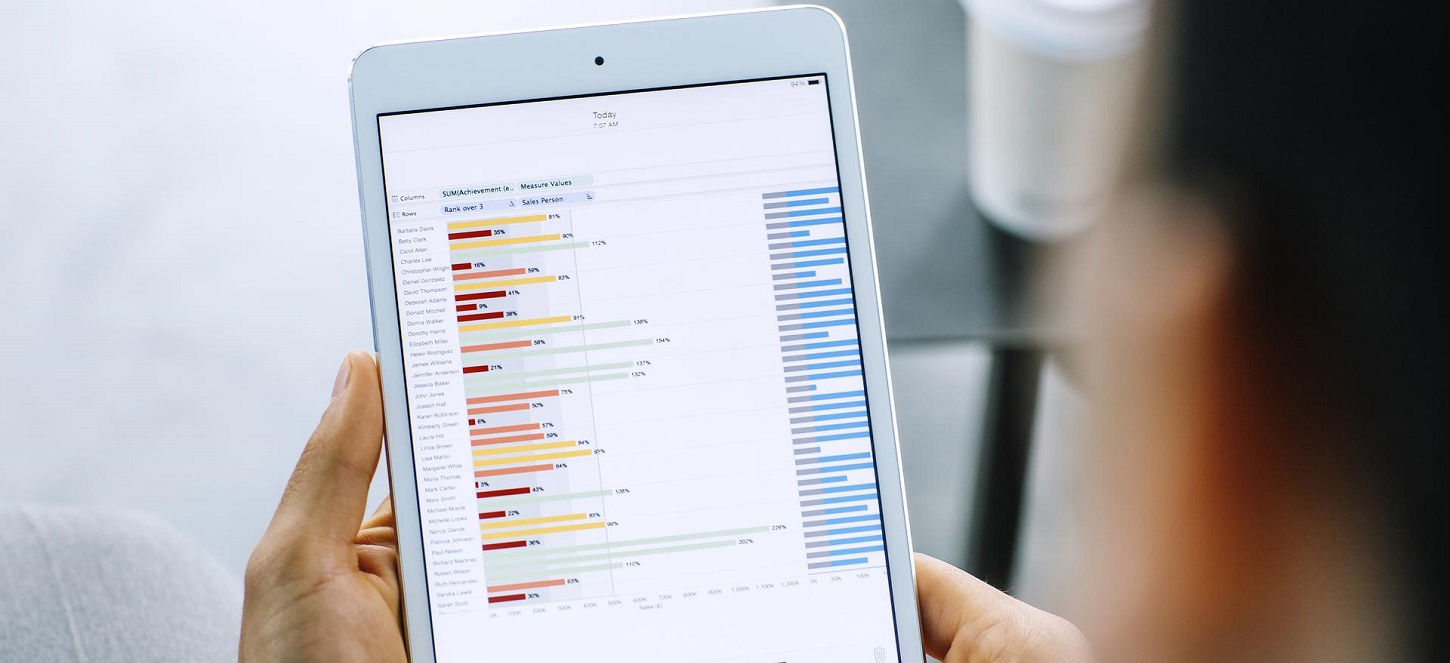 94%
Today
7:07 AM
Columns SUM(Achievement (e.. Measure Values
Rows Rank over 3 Sales Person
Barbara Davis 81%
Betty Clark 35%
Carol Allen 90%
Charles Lee 112%
Christopher Wright 16%
Daniel Gonzalez 59%
David Thompson 83%
Deborah Adams 41%
Donald Mitchell 9%
Donna Walker 38%
Dorothy Harris 91%
Elizabeth Miller 138%
Helen Rodriguez 58%
James Williams 154%
Jennifer Anderson 21%
Jessica Baker 137%
John Jones 132%
Joseph Hall 75%
Karen Robinson 50%
Kimberly Green 6%
Laura Hill 57%
Linda Brown 59%
Lisa Martin 84%
Margaret White 95%
Maria Thomas 64%
Mark Carter 3%
Mary Smith 43%
Michael Moore 108%
Michelle Lopez 22%
Nancy Garcia 85%
Patricia Johnson 99%
Paul Nelson 36%
Richard Martinez 229%
Robert Wilson 202%
Ruth Hernandez 110%
Sandra Lewis 63%
Sarah Scott 30%
0K 100K 200K 300K 400K 500K 600K 700K 800K 900K 1,000K 1,100K 1,200K 0K 50K 100K
Sales ($)